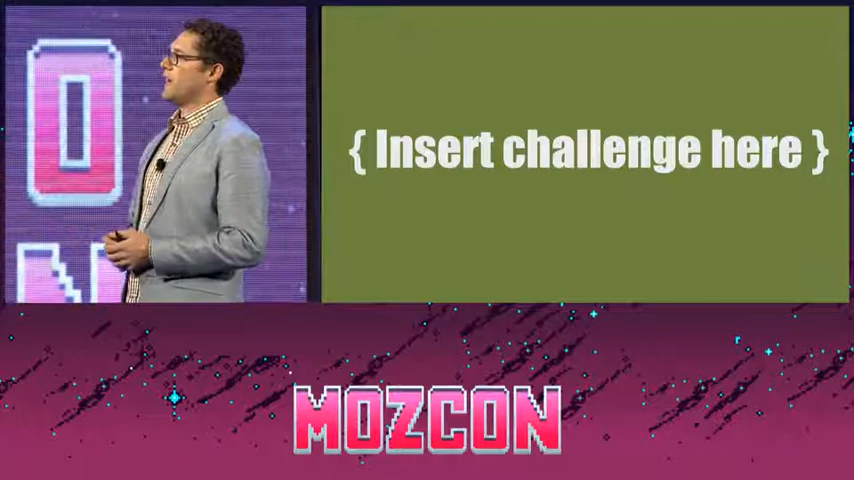 O
N
{ Insert challenge here }
MOZCON